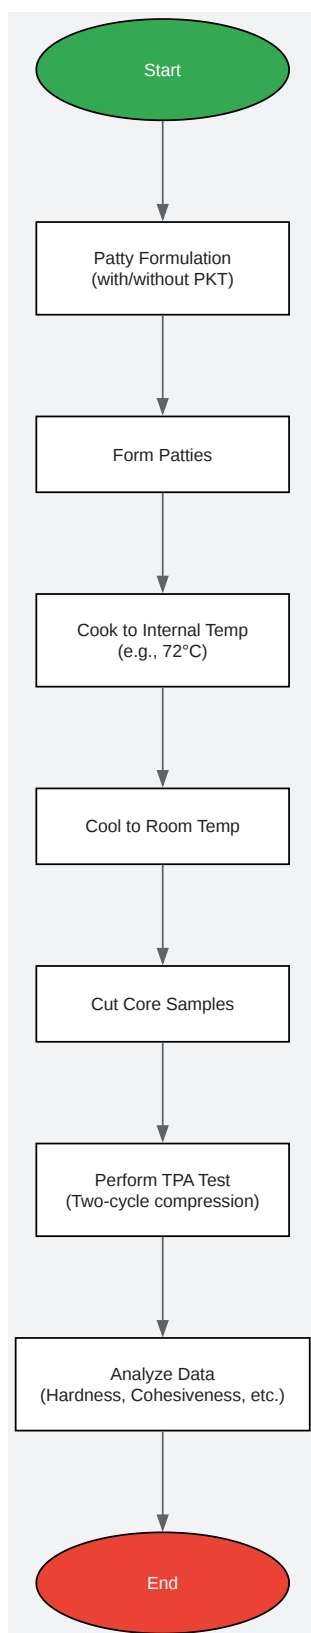 Start
Patty Formulation
(with/without PKT)
Form Patties
Cook to Internal Temp
(e.g., 72°C)
Cool to Room Temp
Cut Core Samples
Perform TPA Test
(Two-cycle compression)
Analyze Data
(Hardness, Cohesiveness, etc.)
End